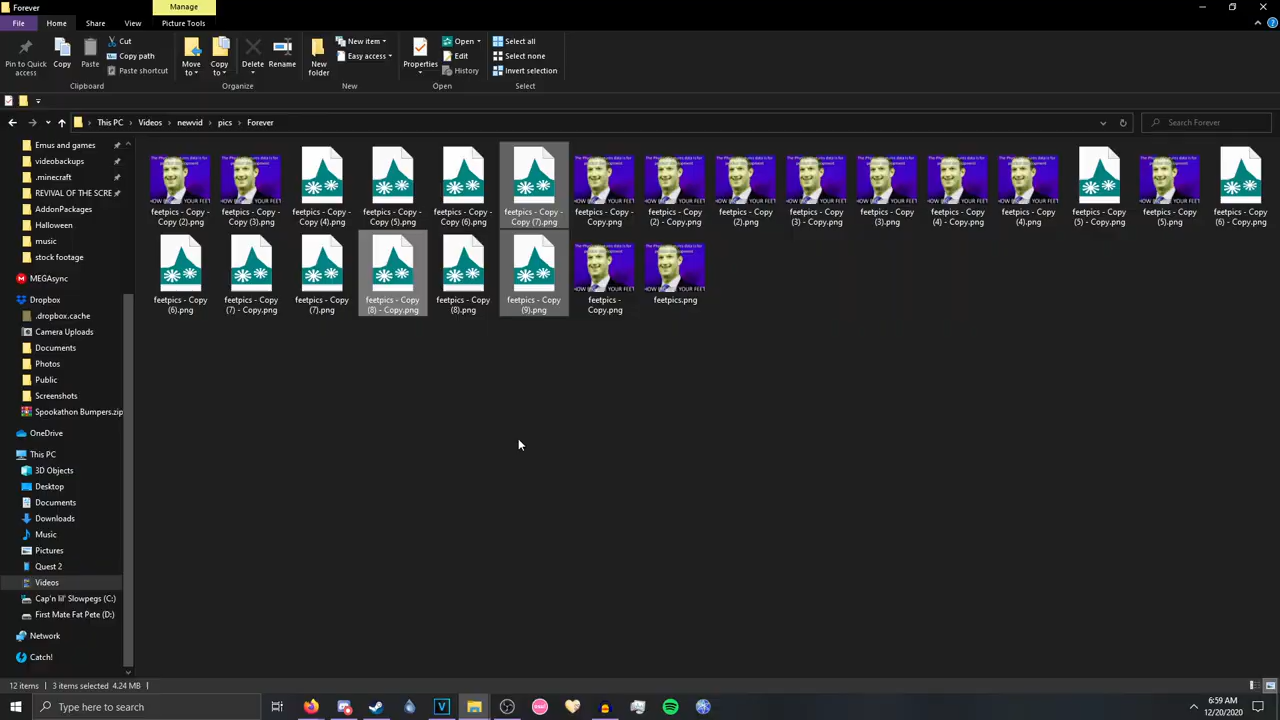 Forever
Manage
File
Home
Share
View
Picture Tools
Pin to Quick
access
Copy
Paste
Cut
Copy path
Paste shortcut
Clipboard
Move
to
Copy
to
Delete
Rename
Organize
New
folder
New item
Easy access
New
Properties
Open
Edit
History
Open
Select all
Select none
Invert selection
Select
This PC
Videos
newvid
pics
Forever
Search Forever
Emus and games
videobackups
.minecraft
REVIVAL OF THE SCRE
AddonPackages
Halloween
music
stock footage
MEGAsync
Dropbox
.dropbox.cache
Camera Uploads
Documents
Photos
Public
Screenshots
Spookathon Bumpers.zip
OneDrive
This PC
3D Objects
Desktop
Documents
Downloads
Music
Pictures
Quest 2
Videos
Cap'n lil' Slowpegs (C:)
First Mate Fat Pete (D:)
Network
Catch!
feetpics - Copy -
Copy (2).png
feetpics - Copy -
Copy (3).png
feetpics - Copy -
Copy (4).png
feetpics - Copy -
Copy (5).png
feetpics - Copy -
Copy (6).png
feetpics - Copy -
Copy (7).png
feetpics - Copy -
Copy.png
feetpics - Copy
(2) - Copy.png
feetpics - Copy
(2).png
feetpics - Copy
(3) - Copy.png
feetpics - Copy
(3).png
feetpics - Copy
(4) - Copy.png
feetpics - Copy
(4).png
feetpics - Copy
(5) - Copy.png
feetpics - Copy
(5).png
feetpics - Copy
(6) - Copy.png
feetpics - Copy
(6).png
feetpics - Copy
(7) - Copy.png
feetpics - Copy
(7).png
feetpics - Copy
(8) - Copy.png
feetpics - Copy
(8).png
feetpics - Copy
(9).png
feetpics -
Copy.png
feetpics.png
12 items
3 items selected 4.24 MB
Type here to search
6:59 AM
12/20/2020